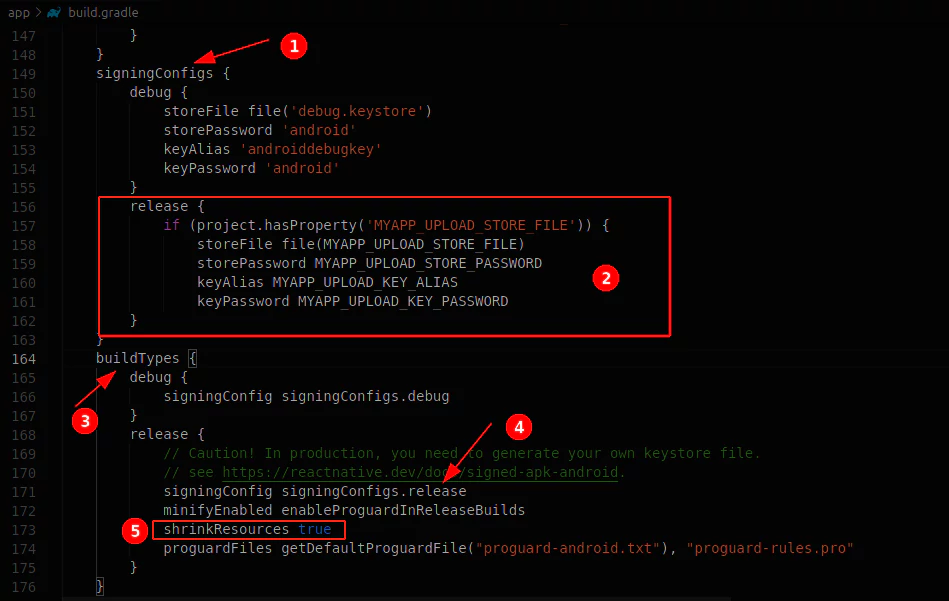 app > build.gradle
147 }
148 }
149 signingConfigs {
150 debug {
151 storeFile file('debug.keystore')
152 storePassword 'android'
153 keyAlias 'androiddebugkey'
154 keyPassword 'android'
155 }
156 release {
157 if (project.hasProperty('MYAPP_UPLOAD_STORE_FILE')) {
158 storeFile file(MYAPP_UPLOAD_STORE_FILE)
159 storePassword MYAPP_UPLOAD_STORE_PASSWORD
160 keyAlias MYAPP_UPLOAD_KEY_ALIAS
161 keyPassword MYAPP_UPLOAD_KEY_PASSWORD
162 }
163 }
164 buildTypes {
165 debug {
166 signingConfig signingConfigs.debug
167 }
168 release {
169 // Caution! In production, you need to generate your own keystore file.
170 // see https://reactnative.dev/docs/signed-apk-android.
171 signingConfig signingConfigs.release
172 minifyEnabled enableProguardInReleaseBuilds
173 shrinkResources true
174 proguardFiles getDefaultProguardFile("proguard-android.txt"), "proguard-rules.pro"
175 }
176 }
1
2
3
4
5